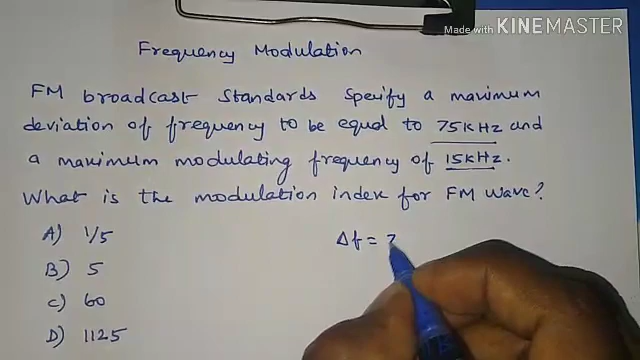 Made with KINEMASTER
Frequency Modulation
FM broadcast standards specify a maximum
deviation of frequency to be equal to 75KHz and
a maximum modulating frequency of 15KHz.
What is the modulation index for FM wave?
A) 1/5
B) 5
C) 60
D) 1125
Δf =